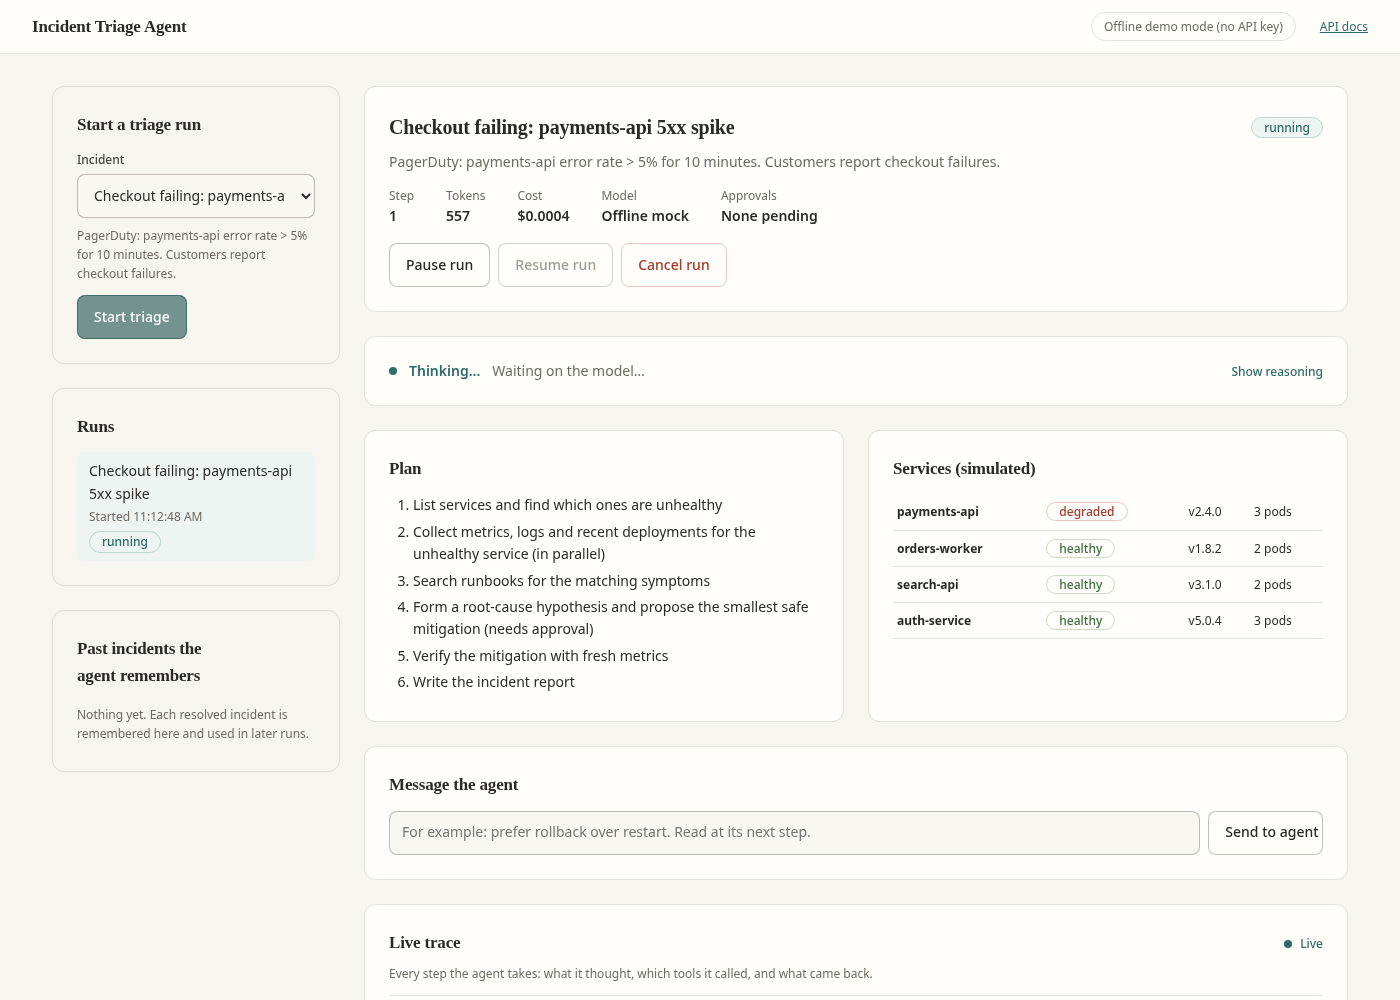 Incident Triage Agent
Offline demo mode (no API key)
API docs
Start a triage run
Incident
Checkout failing: payments-a
PagerDuty: payments-api error rate > 5%
for 10 minutes. Customers report
checkout failures.
Start triage
Runs
Checkout failing: payments-api
5xx spike
Started 11:12:48 AM
running
Past incidents the
agent remembers
Nothing yet. Each resolved incident is
remembered here and used in later runs.
Checkout failing: payments-api 5xx spike
running
PagerDuty: payments-api error rate > 5% for 10 minutes. Customers report checkout failures.
Step Tokens Cost Model Approvals
1 557 $0.0004 Offline mock None pending
Pause run Resume run Cancel run
Thinking... Waiting on the model...
Show reasoning
Plan
1. List services and find which ones are unhealthy
2. Collect metrics, logs and recent deployments for the
unhealthy service (in parallel)
3. Search runbooks for the matching symptoms
4. Form a root-cause hypothesis and propose the smallest safe
mitigation (needs approval)
5. Verify the mitigation with fresh metrics
6. Write the incident report
Services (simulated)
payments-api degraded v2.4.0 3 pods
orders-worker healthy v1.8.2 2 pods
search-api healthy v3.1.0 2 pods
auth-service healthy v5.0.4 3 pods
Message the agent
For example: prefer rollback over restart. Read at its next step.
Send to agent
Live trace
Live
Every step the agent takes: what it thought, which tools it called, and what came back.